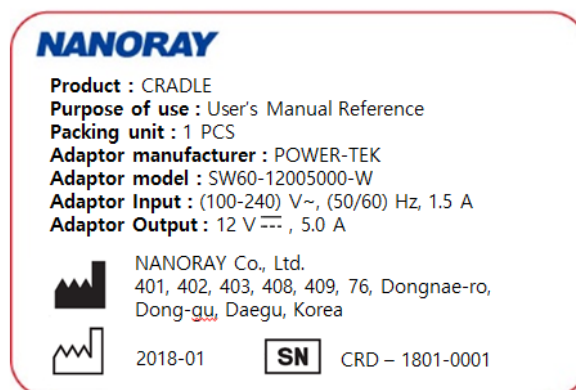 NANORAY
Product : CRADLE
Purpose of use : User's Manual Reference
Packing unit : 1 PCS
Adaptor manufacturer : POWER-TEK
Adaptor model : SW60-12005000-W
Adaptor Input : (100-240) V~, (50/60) Hz, 1.5 A
Adaptor Output : 12 V ⎓ , 5.0 A
NANORAY Co., Ltd.
401, 402, 403, 408, 409, 76, Dongnae-ro,
Dong-gu, Daegu, Korea
2018-01 SN CRD – 1801-0001